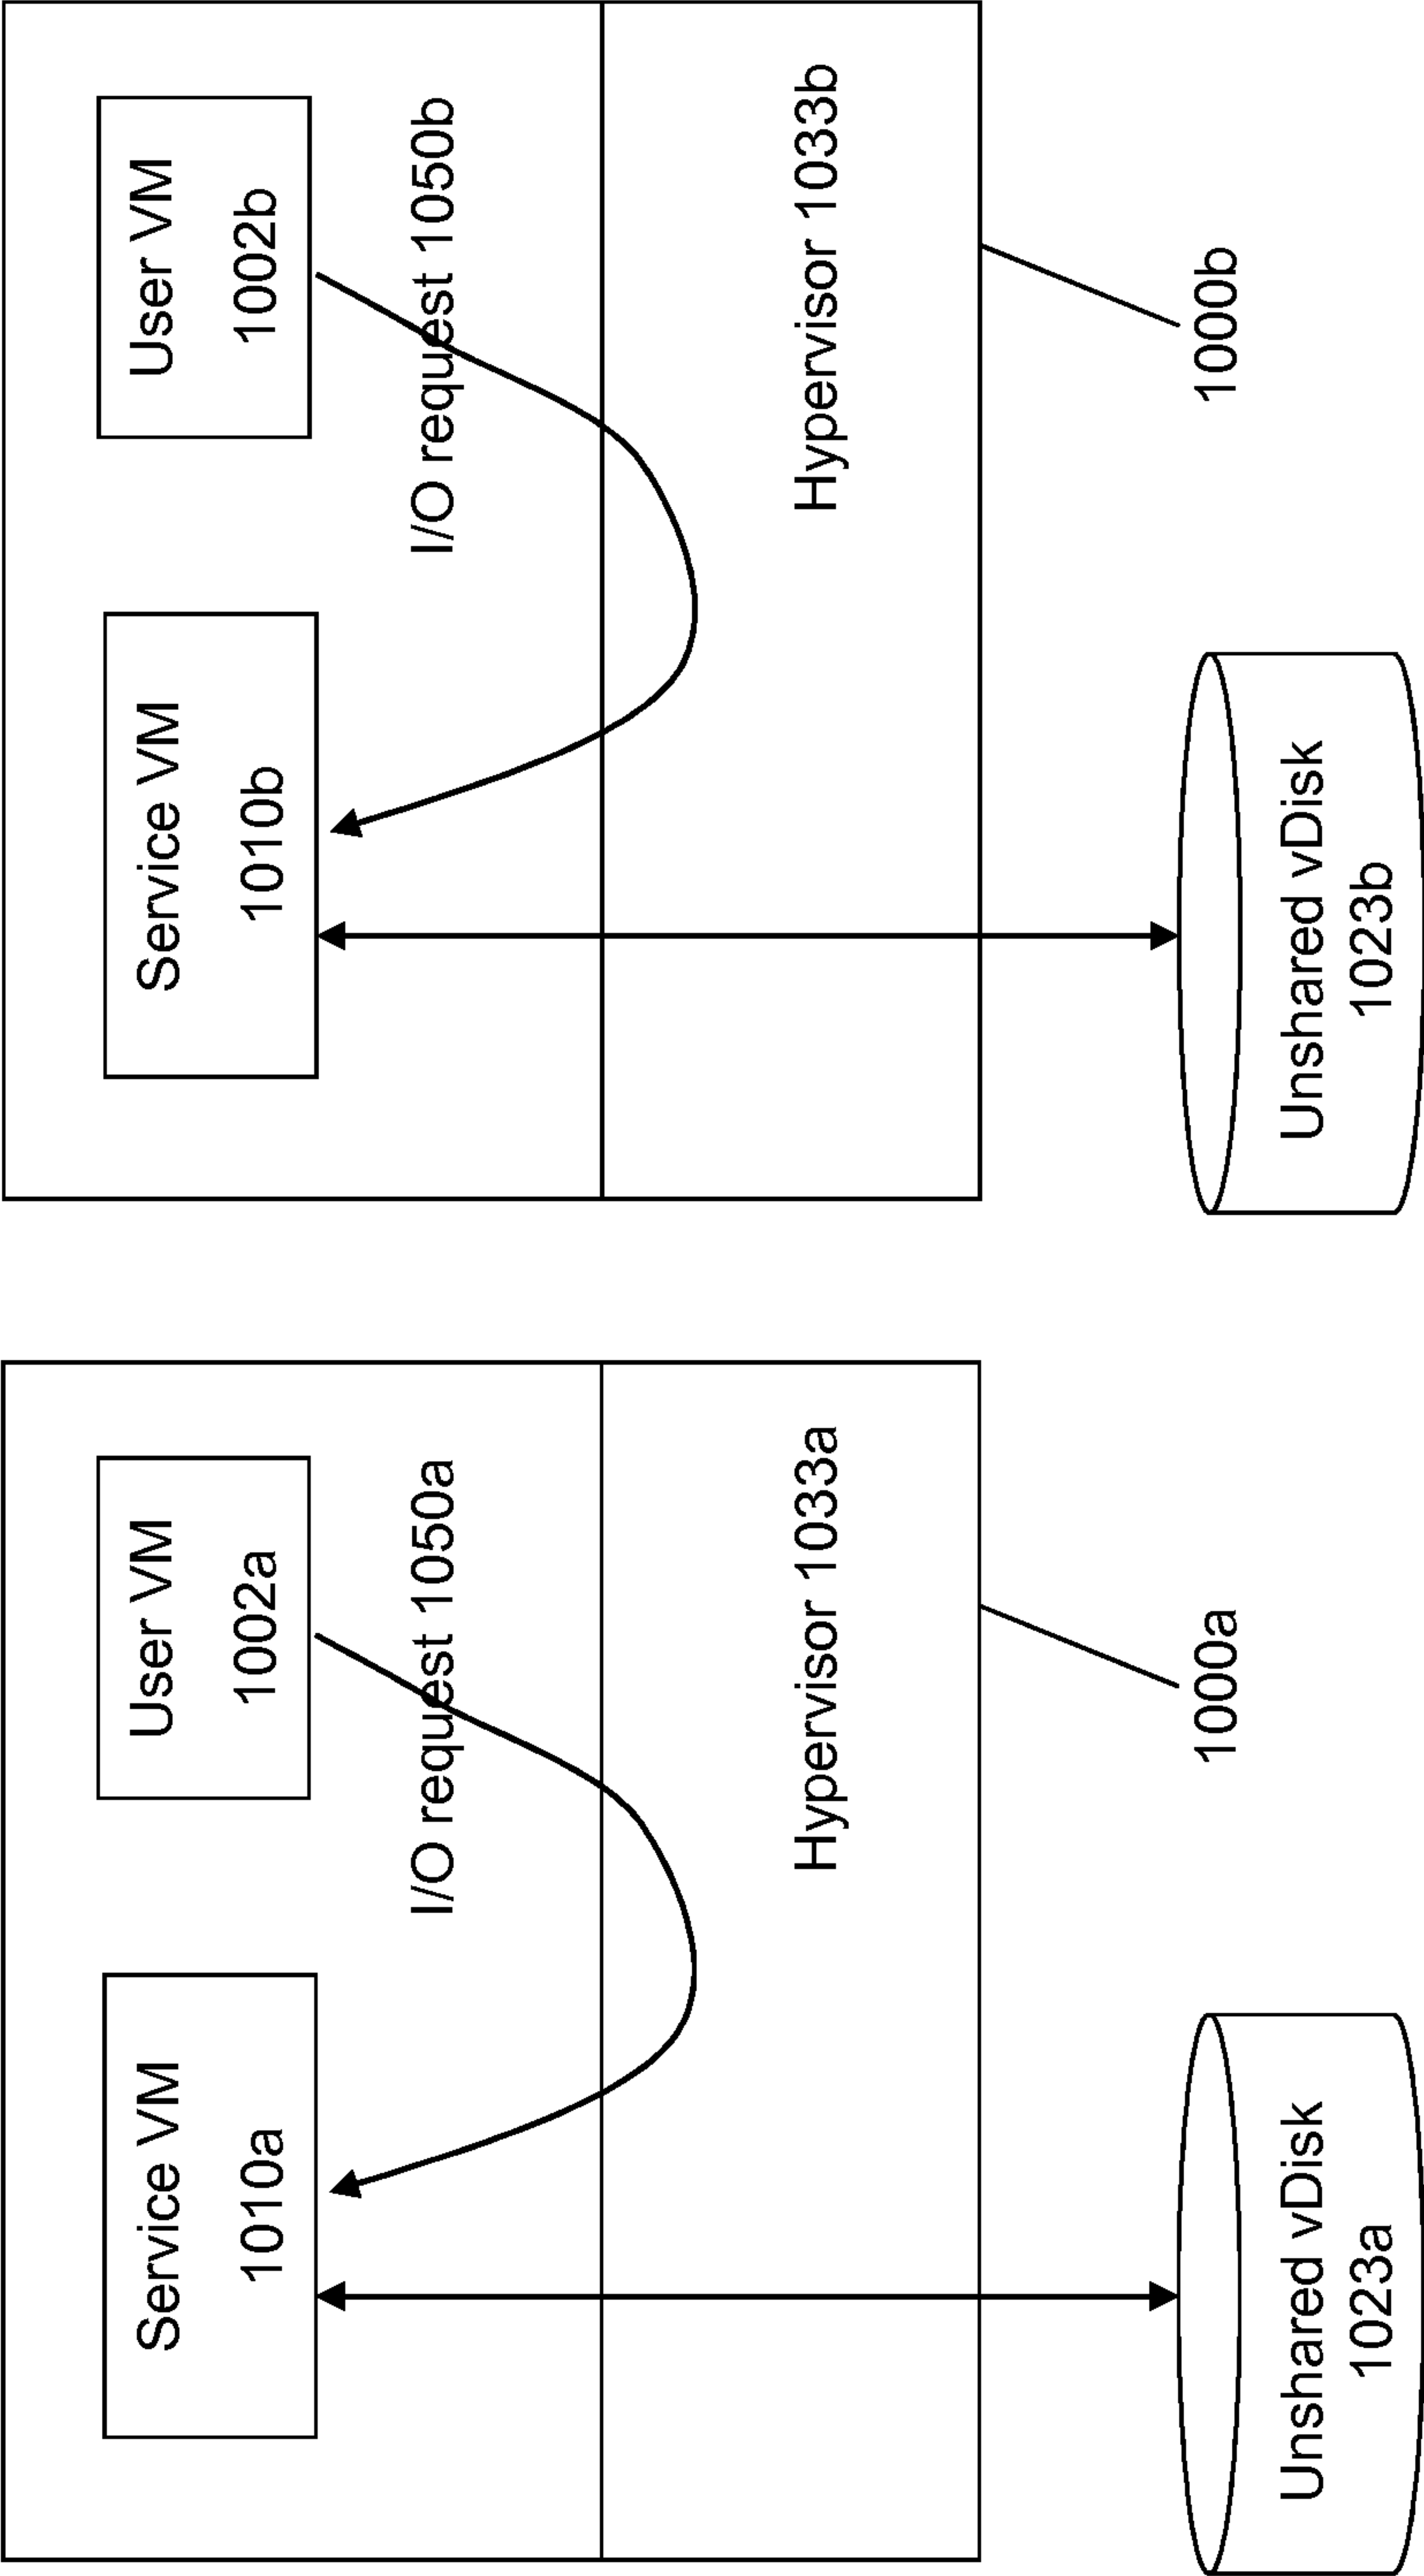 Service VM
1010a
User VM
1002a
I/O request 1050a
Hypervisor 1033a
Unshared vDisk
1023a
1000a
Service VM
1010b
User VM
1002b
I/O request 1050b
Hypervisor 1033b
Unshared vDisk
1023b
1000b